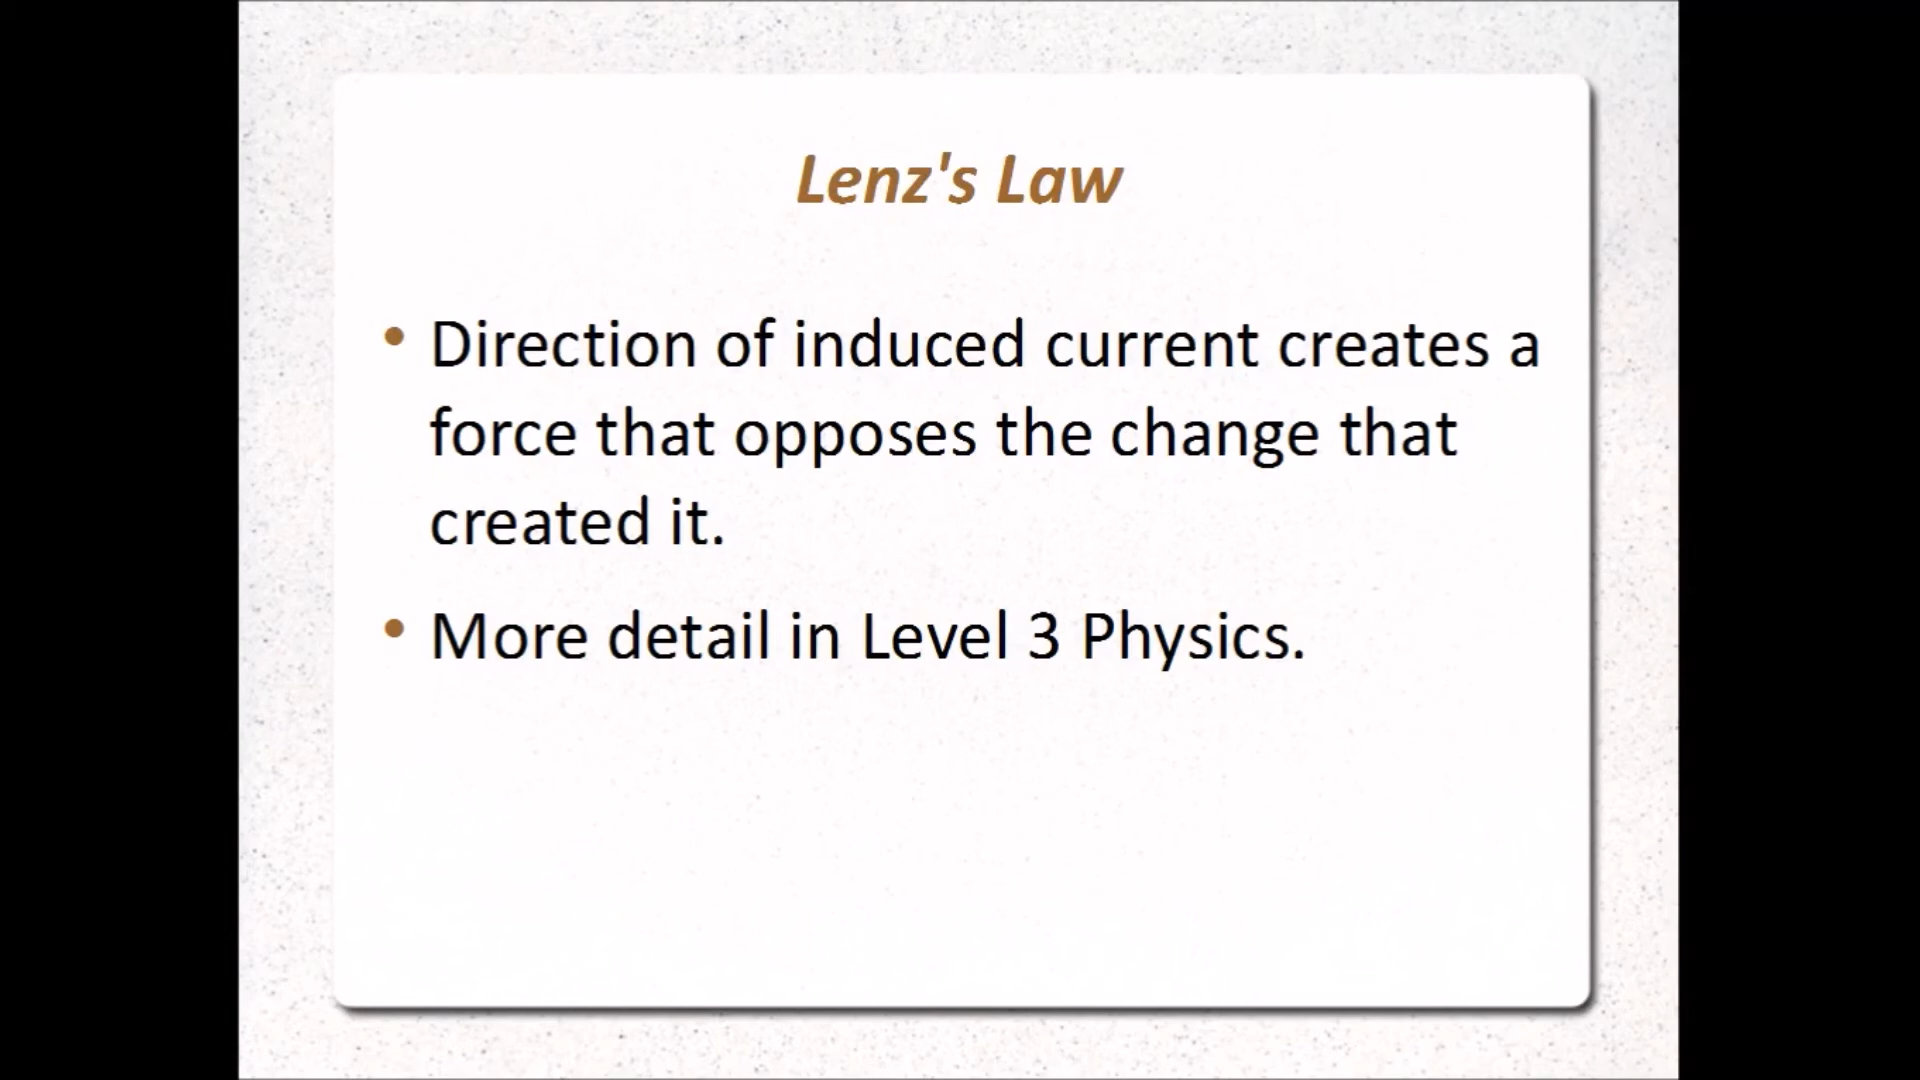 Lenz's Law
• Direction of induced current creates a
force that opposes the change that
created it.
• More detail in Level 3 Physics.